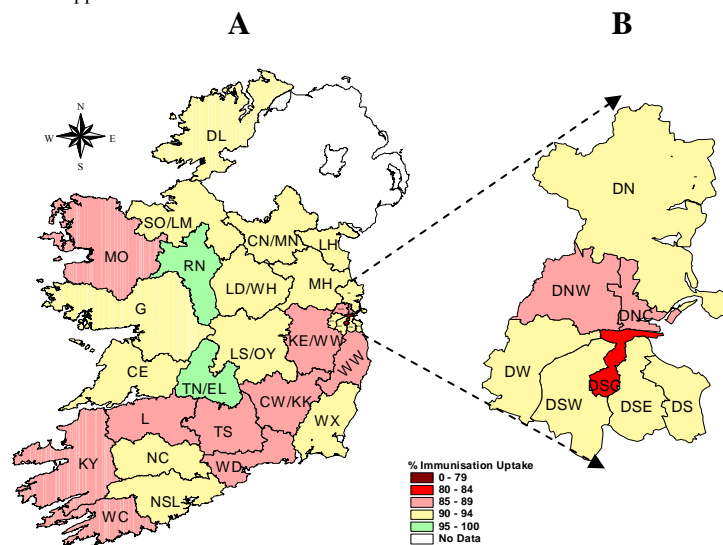 A B
N
W E
S
DL
SO/LM
CN/MN
LH
MO
RN
LD/WH
MH
G
KE/WW
LS/OY
WW
CE
TN/EL
CW/KK
L
TS
WX
NC
KY
WD
NSL
WC
DN
DNW
DNC
DW
DSC
DSW
DSE
DS
% Immunisation Uptake
0 - 79
80 - 84
85 - 89
90 - 94
95 - 100
No Data